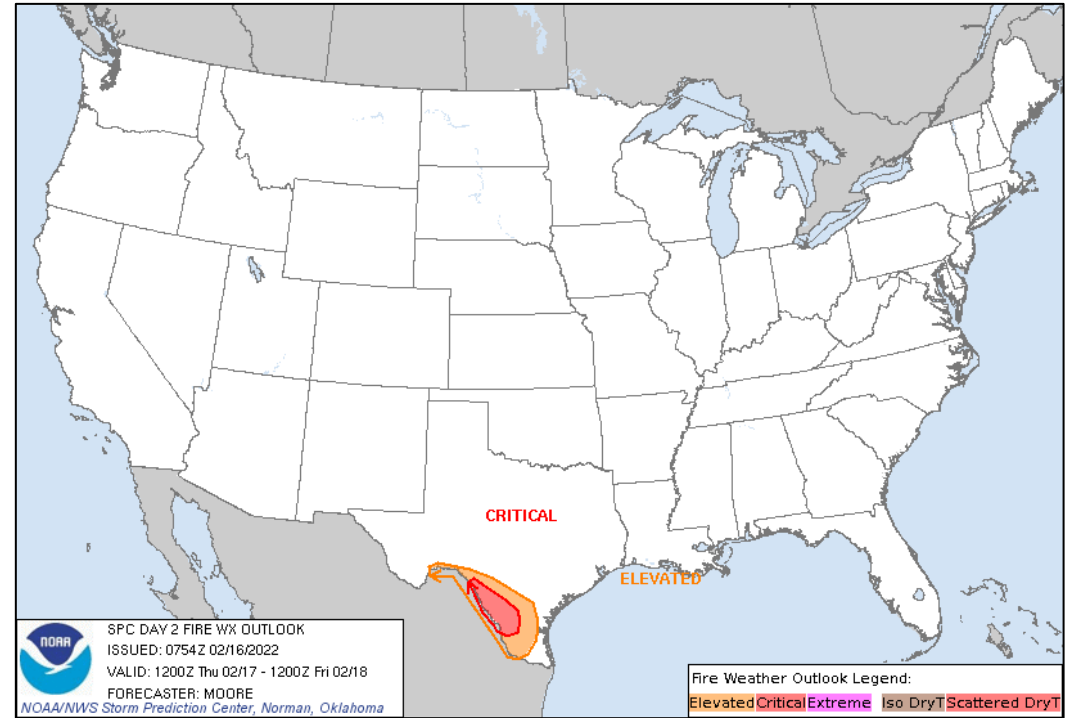 CRITICAL
ELEVATED
NOAA
SPC DAY 2 FIRE WX OUTLOOK
ISSUED: 0754Z 02/16/2022
VALID: 1200Z Thu 02/17 - 1200Z Fri 02/18
FORECASTER: MOORE
NOAA/NWS Storm Prediction Center, Norman, Oklahoma
Fire Weather Outlook Legend:
Elevated Critical Extreme Iso DryT Scattered DryT